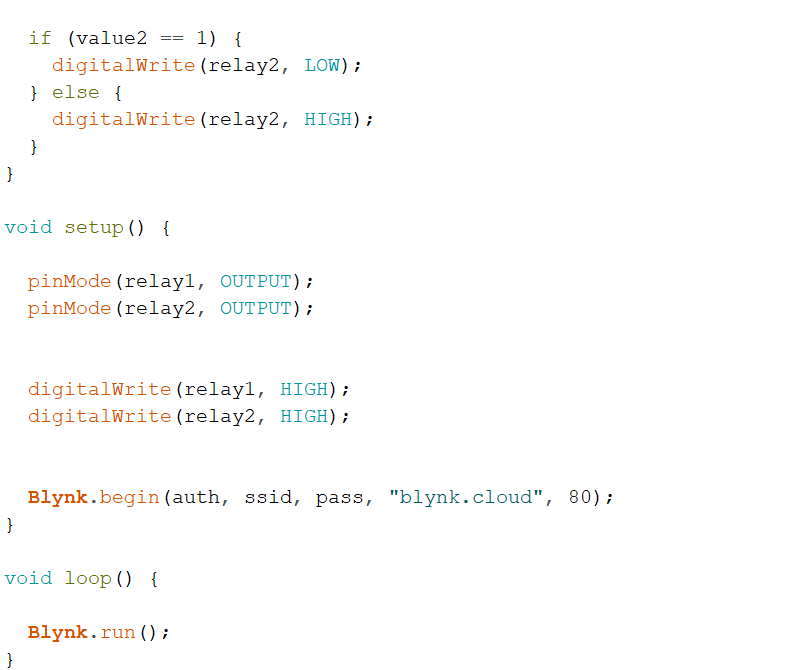 if (value2 == 1) {
digitalWrite(relay2, LOW);
} else {
digitalWrite(relay2, HIGH);
}
}
void setup() {
pinMode(relay1, OUTPUT);
pinMode(relay2, OUTPUT);
digitalWrite(relay1, HIGH);
digitalWrite(relay2, HIGH);
Blynk.begin(auth, ssid, pass, "blynk.cloud", 80);
}
void loop() {
Blynk.run();
}